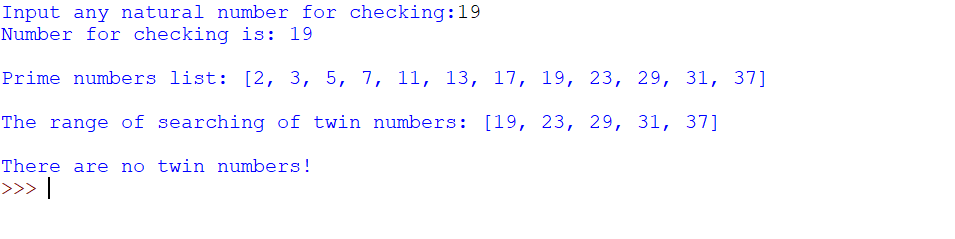 Input any natural number for checking:19
Number for checking is: 19
Prime numbers list: [2, 3, 5, 7, 11, 13, 17, 19, 23, 29, 31, 37]
The range of searching of twin numbers: [19, 23, 29, 31, 37]
There are no twin numbers!
>>>